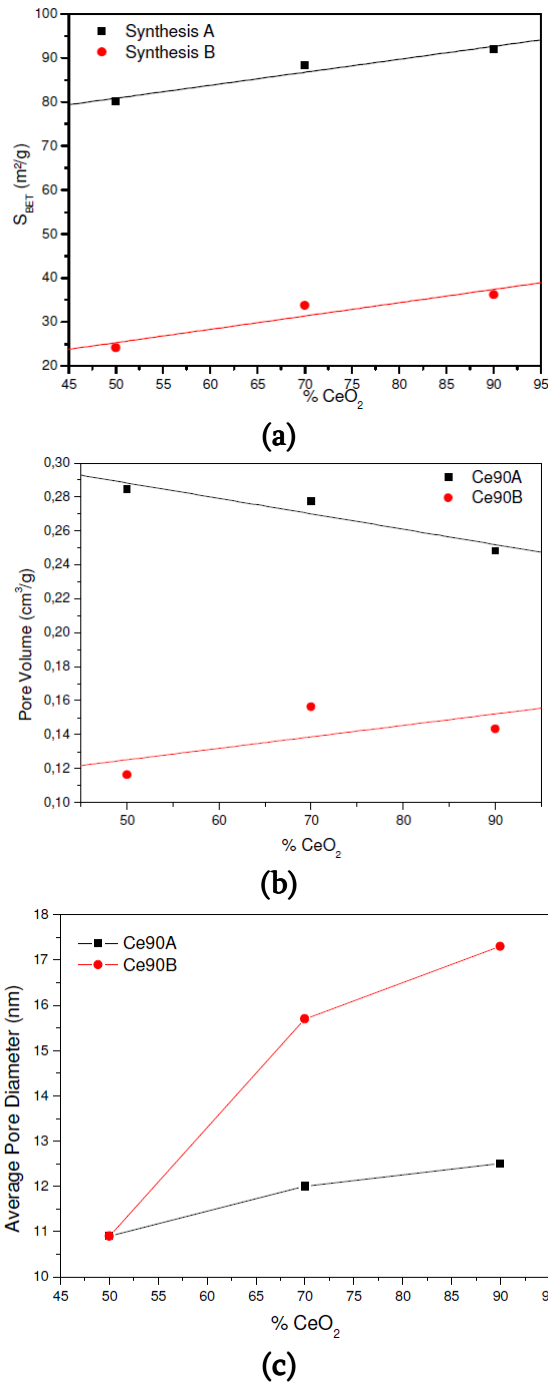 100
90
80
70
60
50
40
30
20
S_BET (m²/g)
Synthesis A
Synthesis B
45 50 55 60 65 70 75 80 85 90 95
% CeO₂
(a)
0,30
0,28
0,26
0,24
0,22
0,20
0,18
0,16
0,14
0,12
0,10
Pore Volume (cm³/g)
Ce90A
Ce90B
50 60 70 80 90
% CeO₂
(b)
18
17
16
15
14
13
12
11
10
Average Pore Diameter (nm)
Ce90A
Ce90B
45 50 55 60 65 70 75 80 85 90 95
% CeO₂
(c)